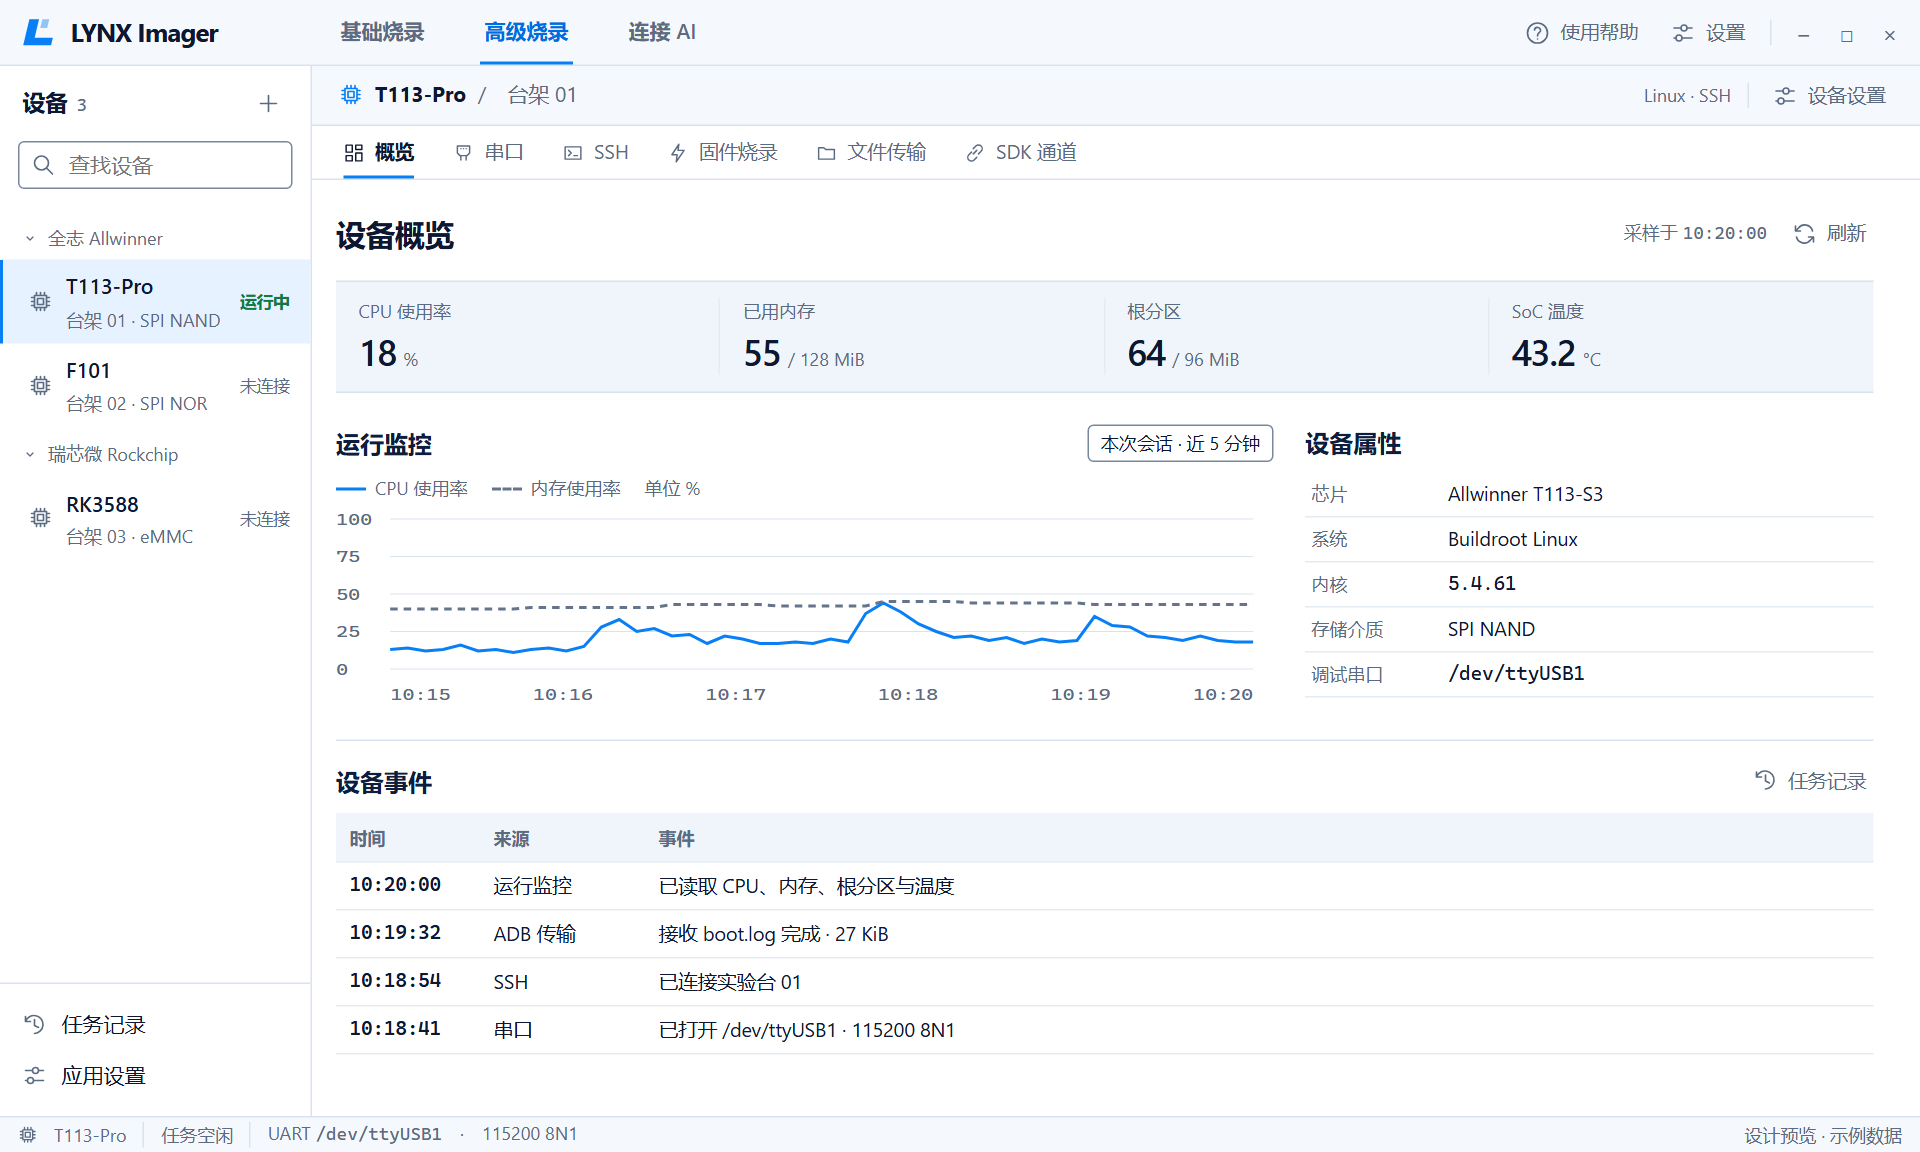 LYNX Imager
基础烧录
高级烧录
连接 AI
使用帮助
设置
设备 3
查找设备
全志 Allwinner
T113-Pro
台架 01 · SPI NAND
运行中
F101
台架 02 · SPI NOR
未连接
瑞芯微 Rockchip
RK3588
台架 03 · eMMC
未连接
任务记录
应用设置
T113-Pro / 台架 01
Linux · SSH
设备设置
概览
串口
SSH
固件烧录
文件传输
SDK 通道
设备概览
采样于 10:20:00
刷新
CPU 使用率
18 %
已用内存
55 / 128 MiB
根分区
64 / 96 MiB
SoC 温度
43.2 °C
运行监控
本次会话 · 近 5 分钟
CPU 使用率
内存使用率
单位 %
100
75
50
25
0
10:15
10:16
10:17
10:18
10:19
10:20
设备属性
芯片 Allwinner T113-S3
系统 Buildroot Linux
内核 5.4.61
存储介质 SPI NAND
调试串口 /dev/ttyUSB1
设备事件
任务记录
时间 来源 事件
10:20:00 运行监控 已读取 CPU、内存、根分区与温度
10:19:32 ADB 传输 接收 boot.log 完成 · 27 KiB
10:18:54 SSH 已连接实验台 01
10:18:41 串口 已打开 /dev/ttyUSB1 · 115200 8N1
T113-Pro
任务空闲
UART /dev/ttyUSB1 · 115200 8N1
设计预览 · 示例数据